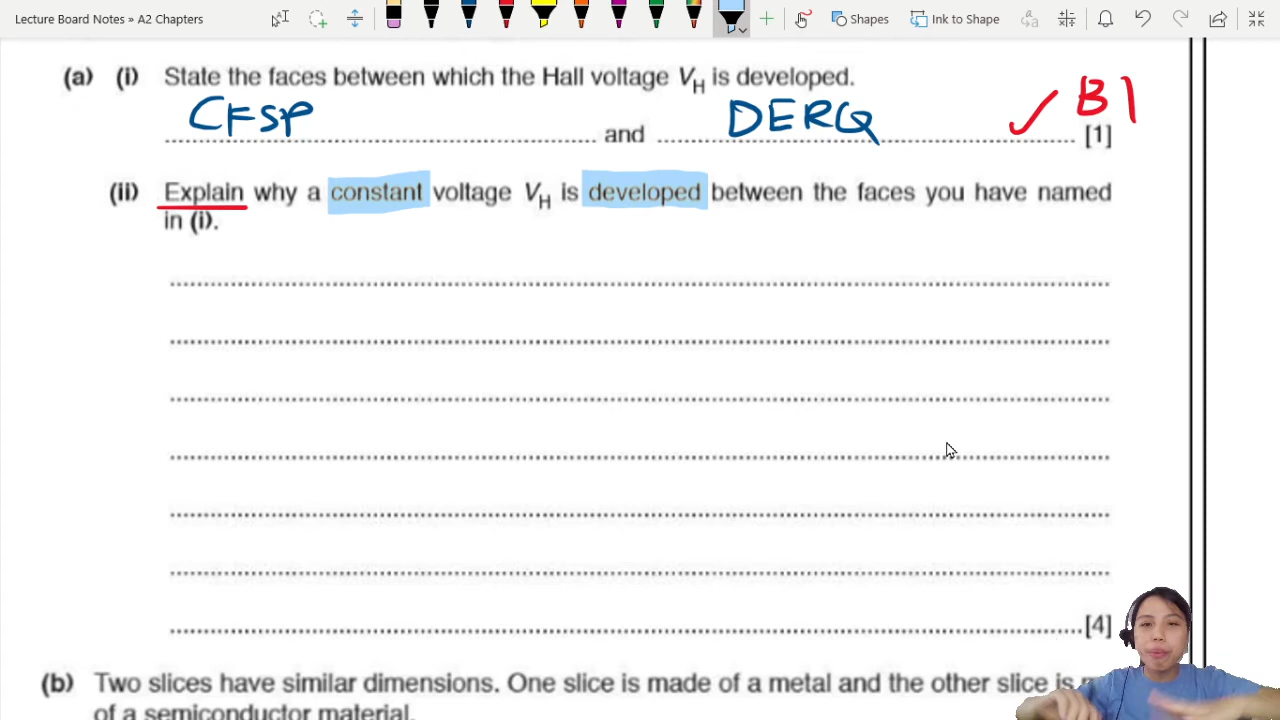 Lecture Board Notes » A2 Chapters
Shapes
Ink to Shape
(a) (i) State the faces between which the Hall voltage VH is developed.
CFSP and DERQ [1] B1
(ii) Explain why a constant voltage VH is developed between the faces you have named
in (i).
[4]
(b) Two slices have similar dimensions. One slice is made of a metal and the other slice is
of a semiconductor material.